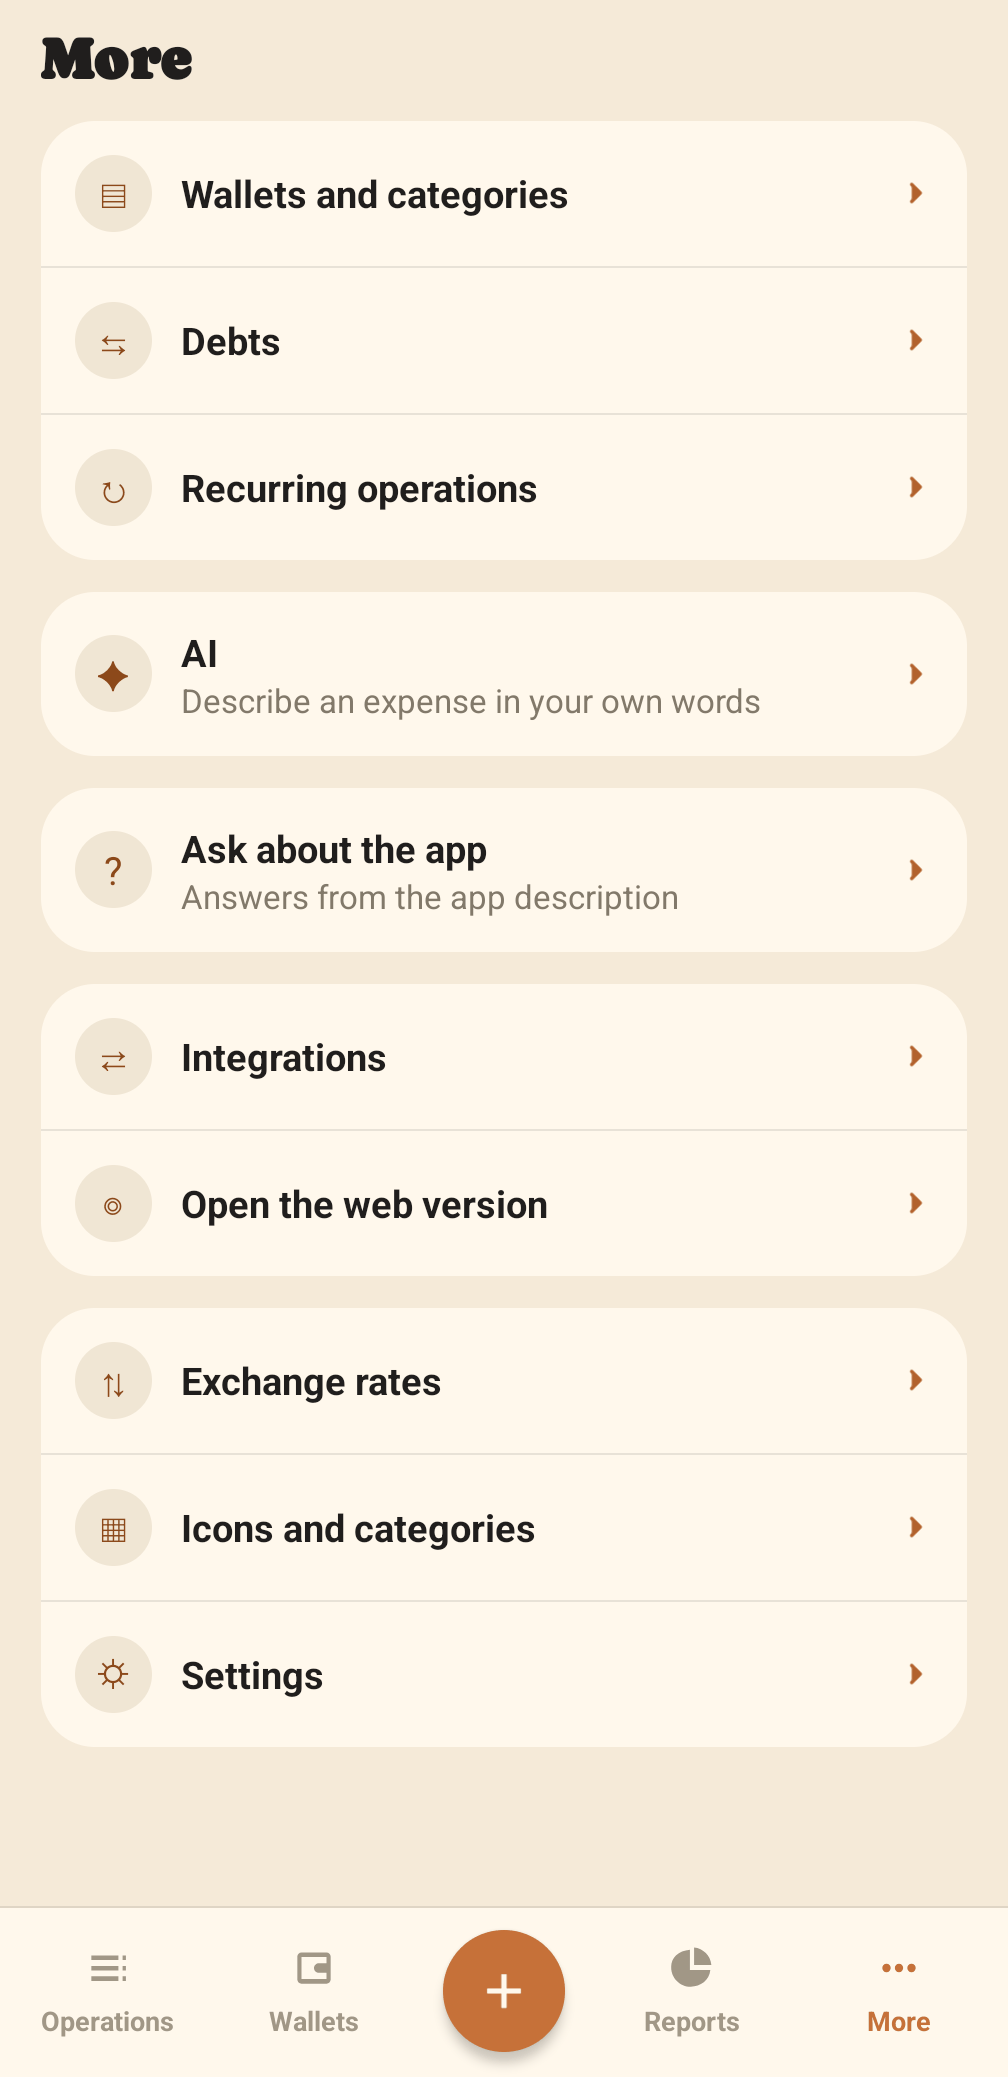 More
Wallets and categories
Debts
Recurring operations
AI
Describe an expense in your own words
?
Ask about the app
Answers from the app description
Integrations
Open the web version
Exchange rates
Icons and categories
Settings
+
Operations
Wallets
Reports
More